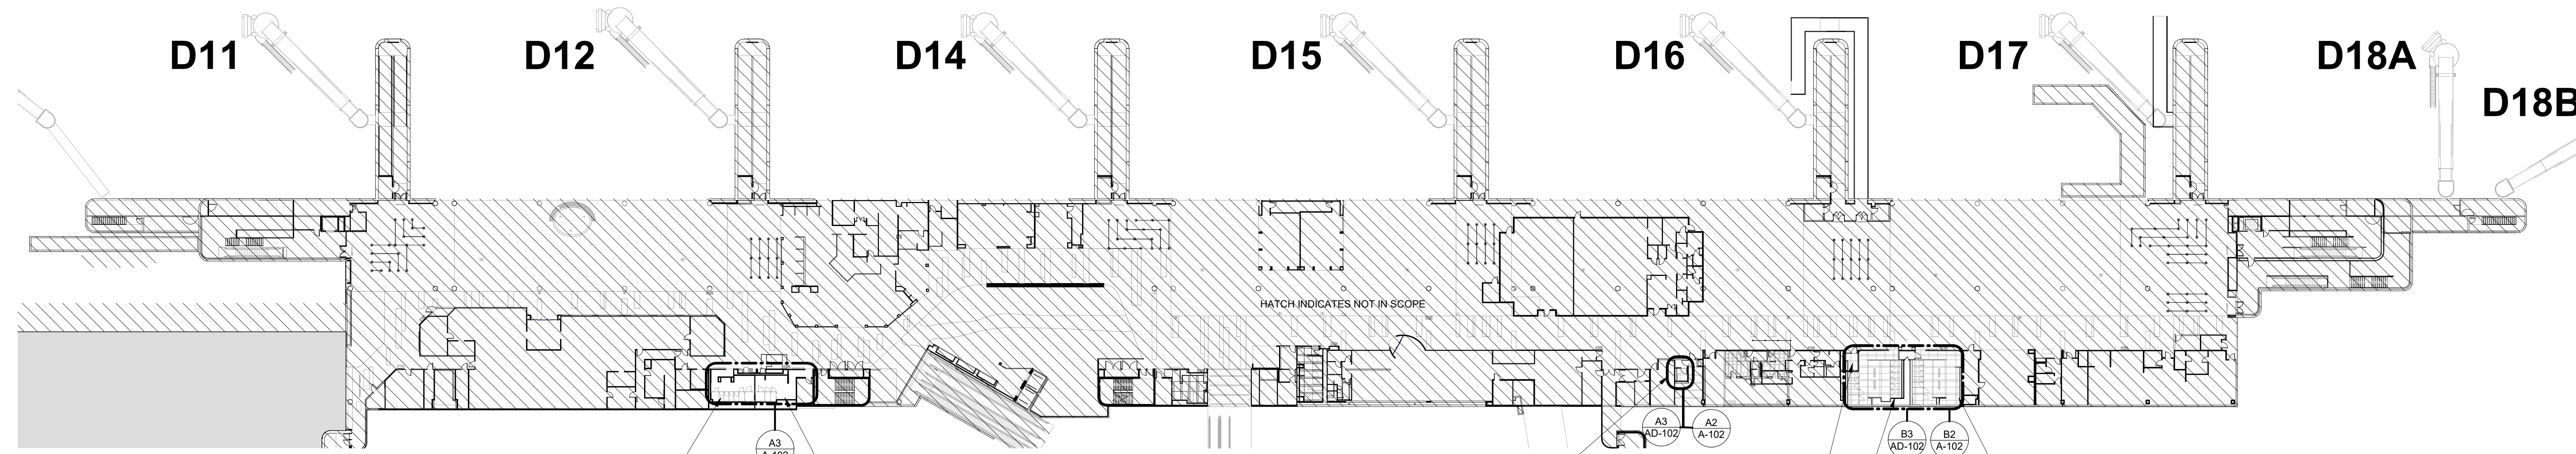 D11
D12
D14
D15
D16
D17
D18A
D18B
HATCH INDICATES NOT IN SCOPE
A3
A-102
A3
AD-102
A2
A-102
B3
AD-102
B2
A-102